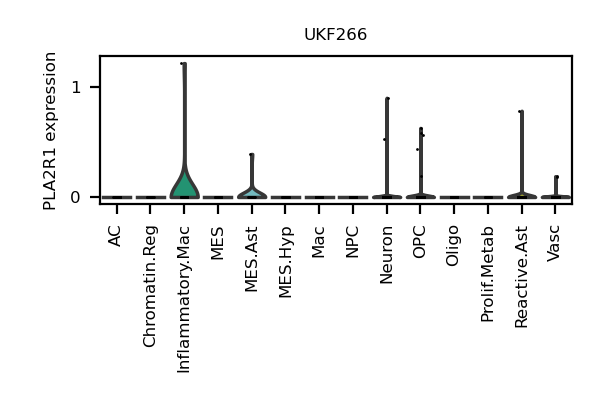 UKF266
PLA2R1 expression
1
0
AC
Chromatin.Reg
Inflammatory.Mac
MES
MES.Ast
MES.Hyp
Mac
NPC
Neuron
OPC
Oligo
Prolif.Metab
Reactive.Ast
Vasc